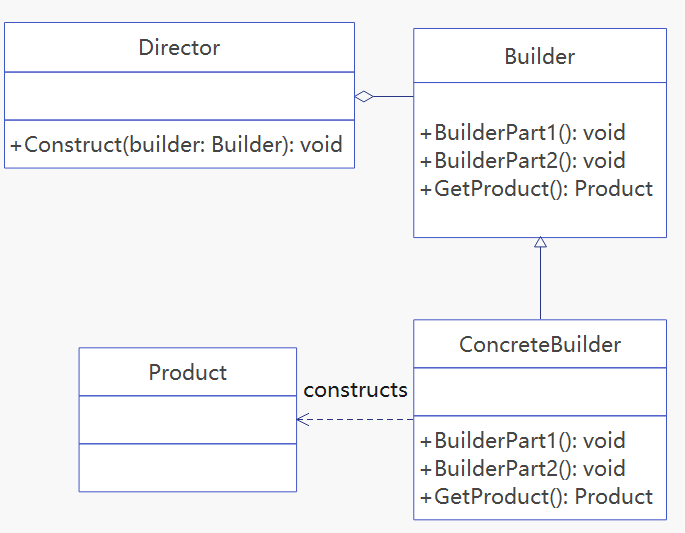 Director
+Construct(builder: Builder): void
Builder
+BuilderPart1(): void
+BuilderPart2(): void
+GetProduct(): Product
Product
constructs
ConcreteBuilder
+BuilderPart1(): void
+BuilderPart2(): void
+GetProduct(): Product